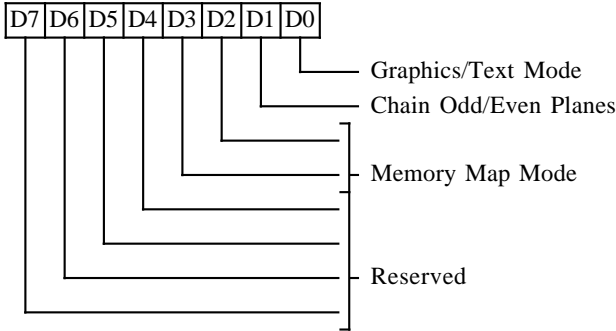 D7 D6 D5 D4 D3 D2 D1 D0
Graphics/Text Mode
Chain Odd/Even Planes
Memory Map Mode
Reserved